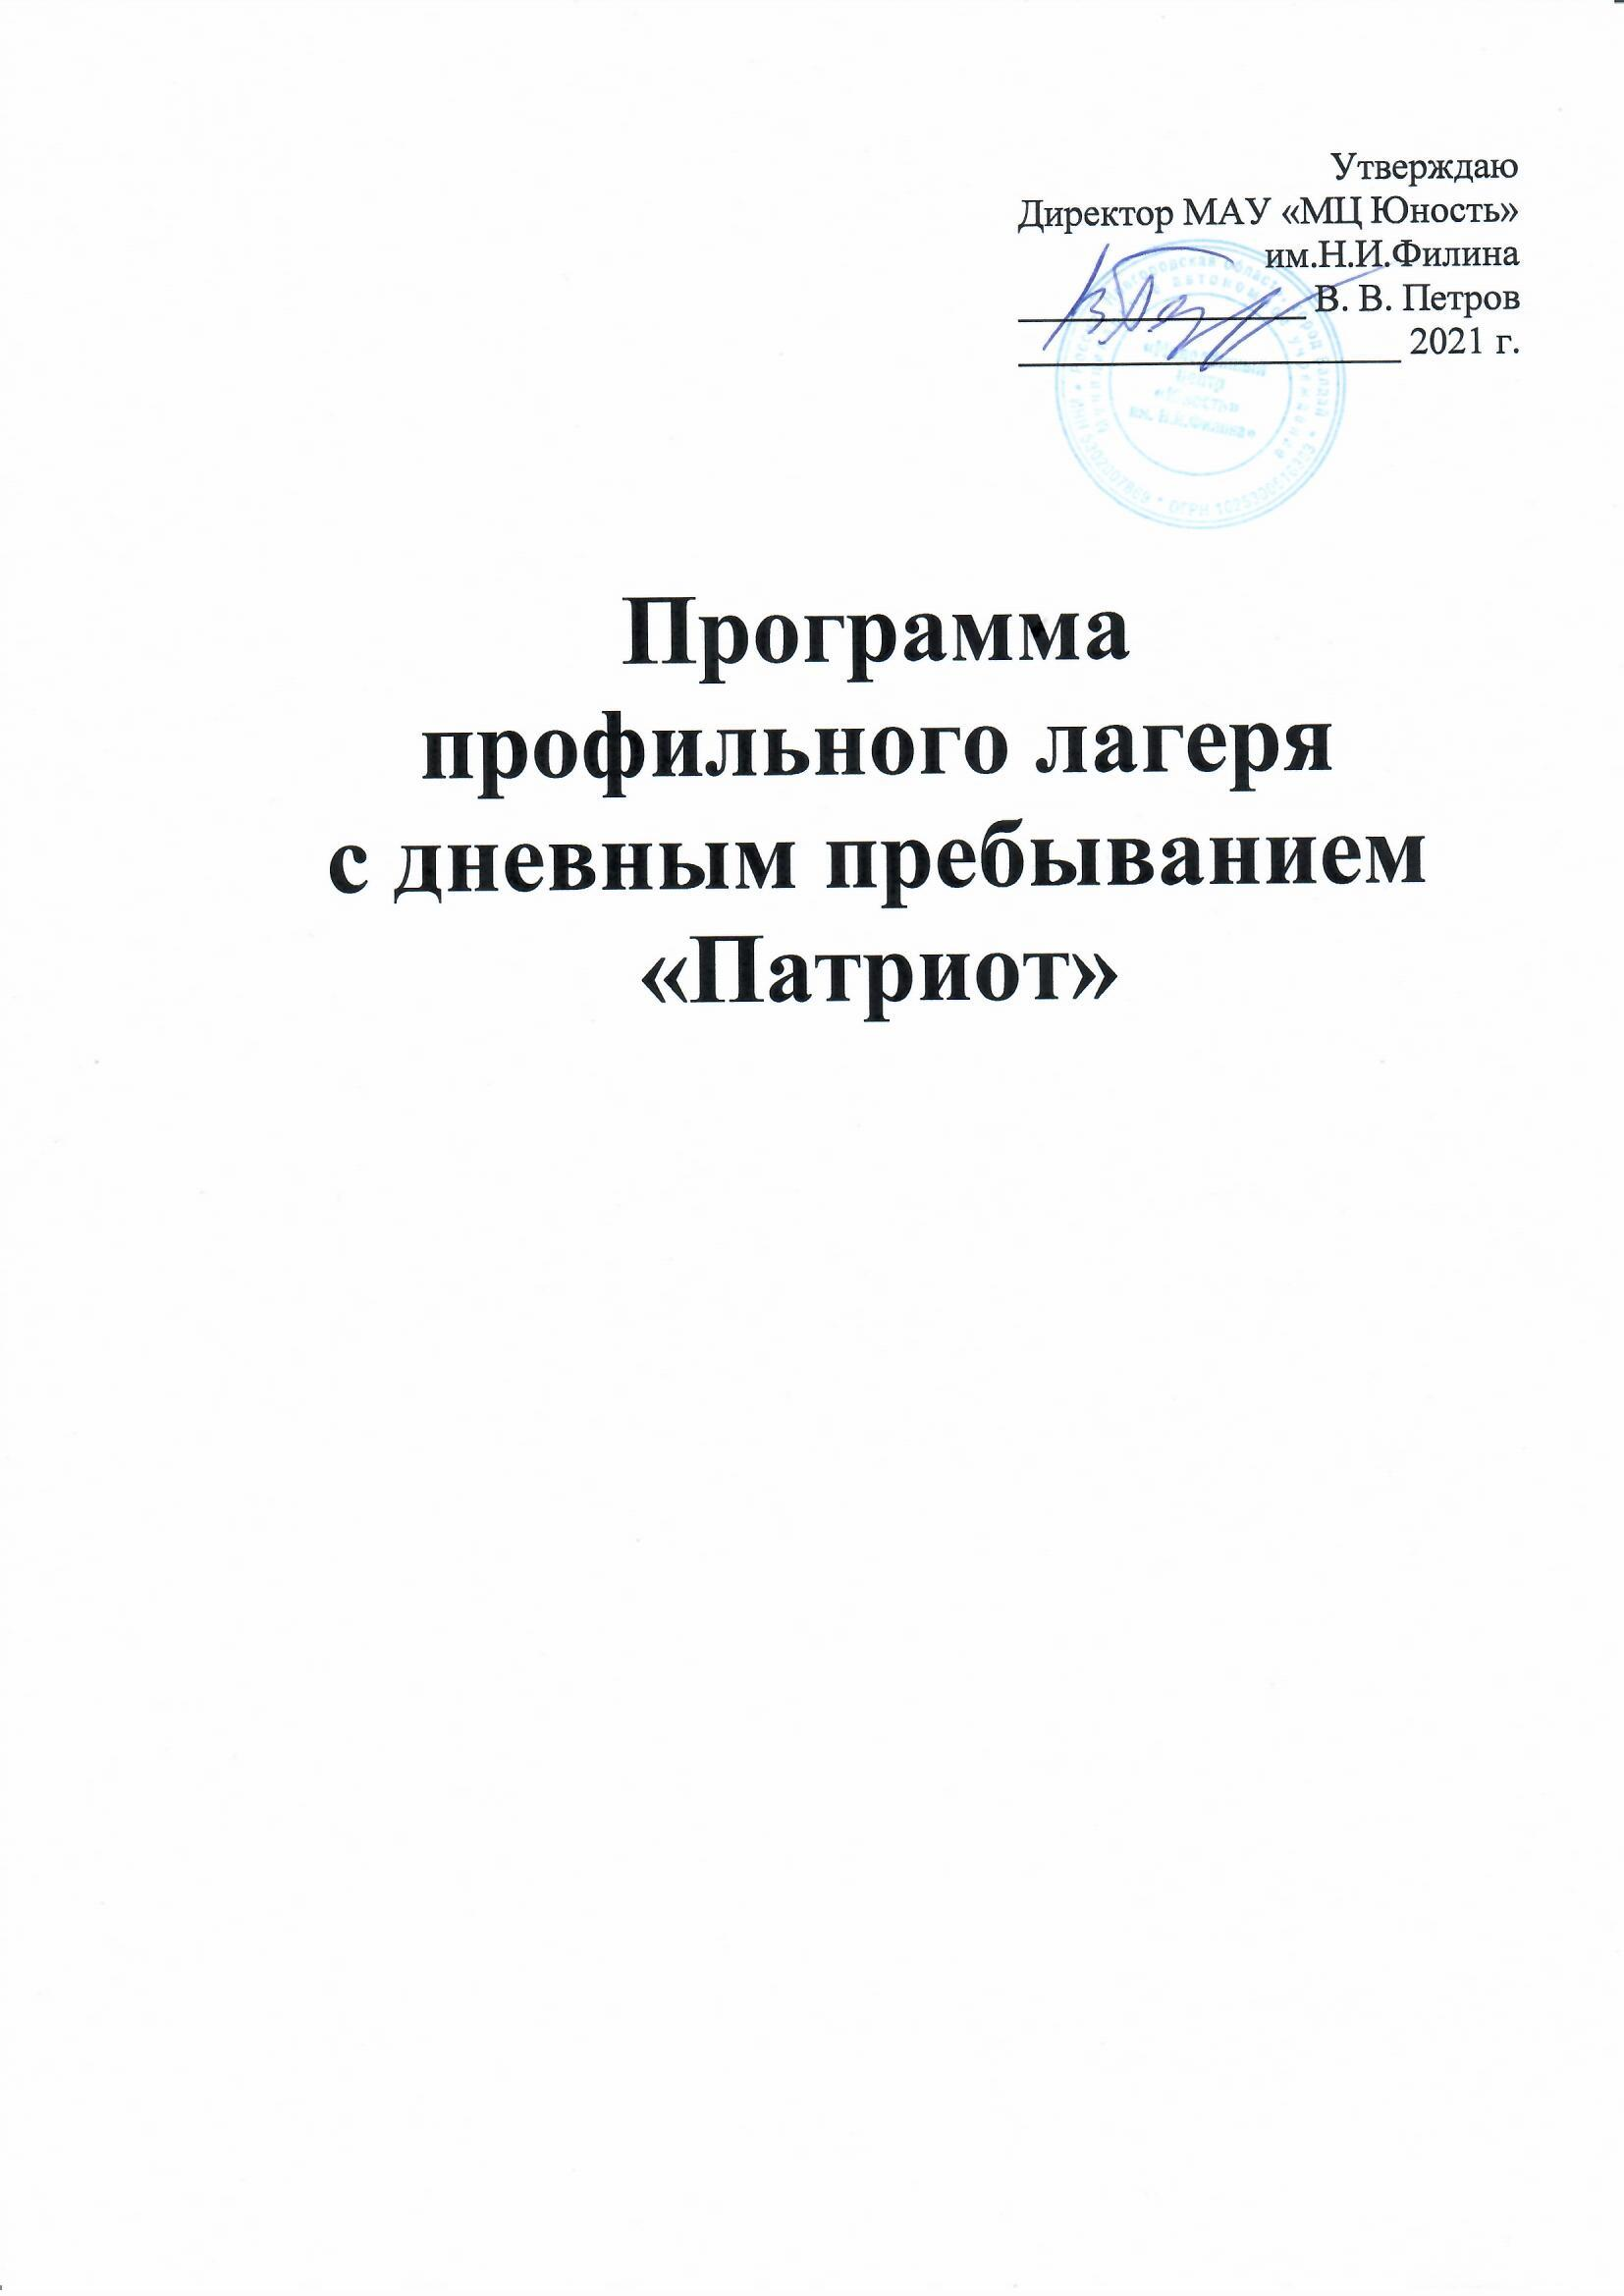 Утверждаю
Директор МАУ «МЦ Юность»
им.Н.И.Филина
В. В. Петров
2021 г.
Программа
профильного лагеря
с дневным пребыванием
«Патриот»